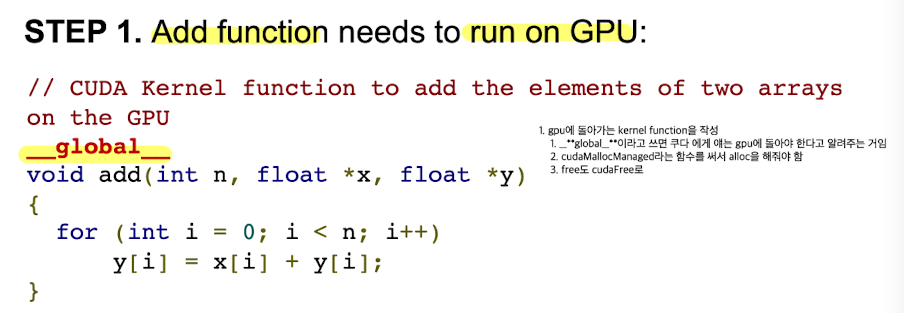 STEP 1. Add function needs to run on GPU:
// CUDA Kernel function to add the elements of two arrays
on the GPU
__global__
void add(int n, float *x, float *y)
{
for (int i = 0; i < n; i++)
y[i] = x[i] + y[i];
}
1. gpu에 돌아가는 kernel function을 작성
1. _**global_**이라고 쓰면 쿠다 에게 얘는 gpu에 돌아야 한다고 알려주는 거임
2. cudaMallocManaged라는 함수를 써서 alloc을 해줘야 함
3. free도 cudaFree로